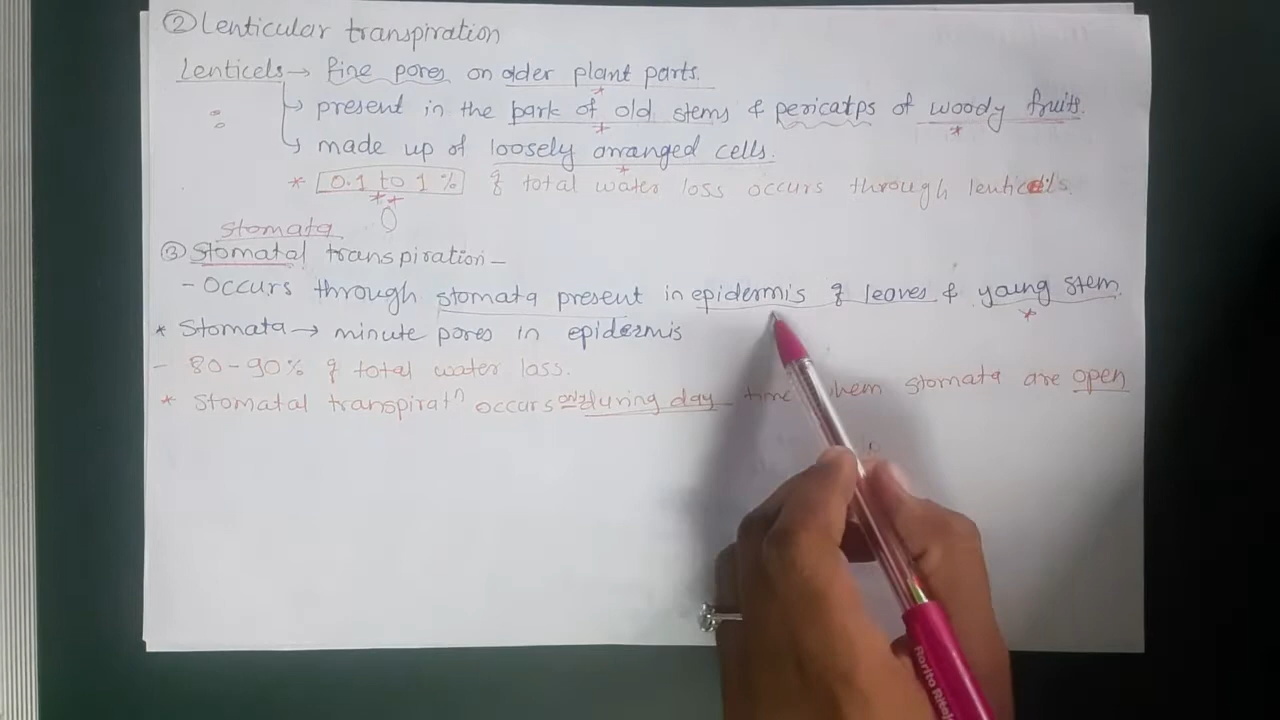 ② Lenticular transpiration
Lenticels → fine pores on older plant parts.
↳ present in the bark of old stems & pericarps of woody fruits.
↳ made up of loosely arranged cells.
* 0.1 to 1 % of total water loss occurs through lenticels.
Stomata
③ Stomatal transpiration –
- Occurs through stomata present in epidermis of leaves & young stem.
* Stomata → minute pores in epidermis
- 80-90% of total water loss.
* Stomatal transpiratn occurs only during day time when stomata are open
Rorito